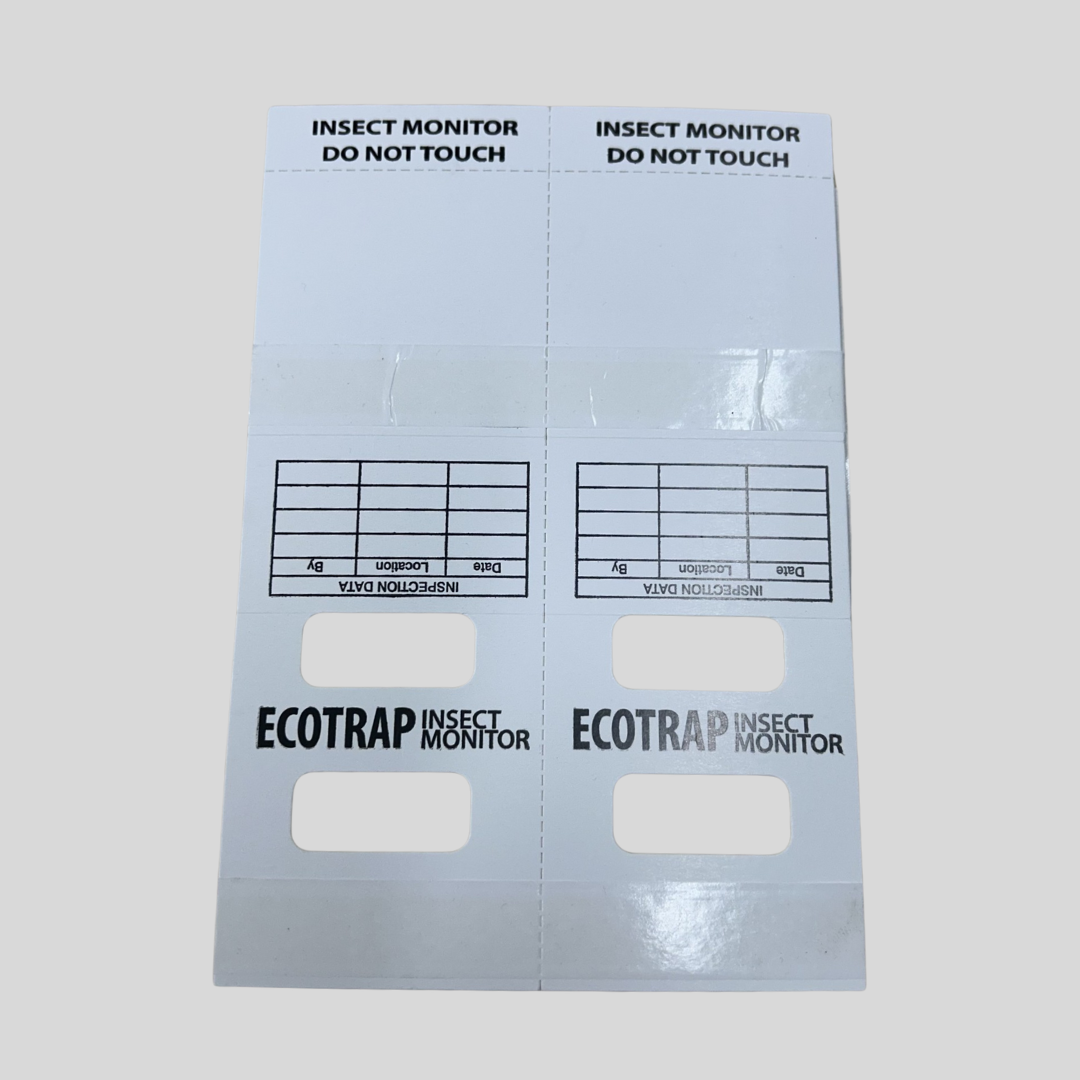 INSECT MONITOR
DO NOT TOUCH
INSECT MONITOR
DO NOT TOUCH
By Location Date
INSPECTION DATA
By Location Date
INSPECTION DATA
ECOTRAP INSECT MONITOR
ECOTRAP INSECT MONITOR